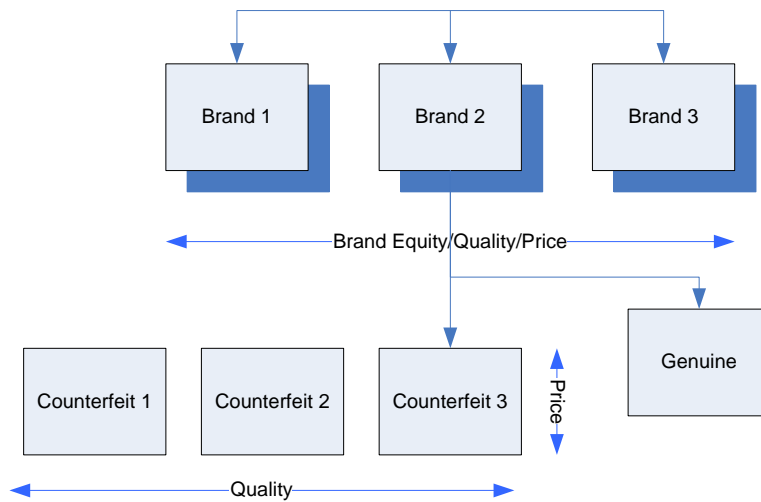 Brand 1
Brand 2
Brand 3
Brand Equity/Quality/Price
Genuine
Counterfeit 1
Counterfeit 2
Counterfeit 3
Price
Quality